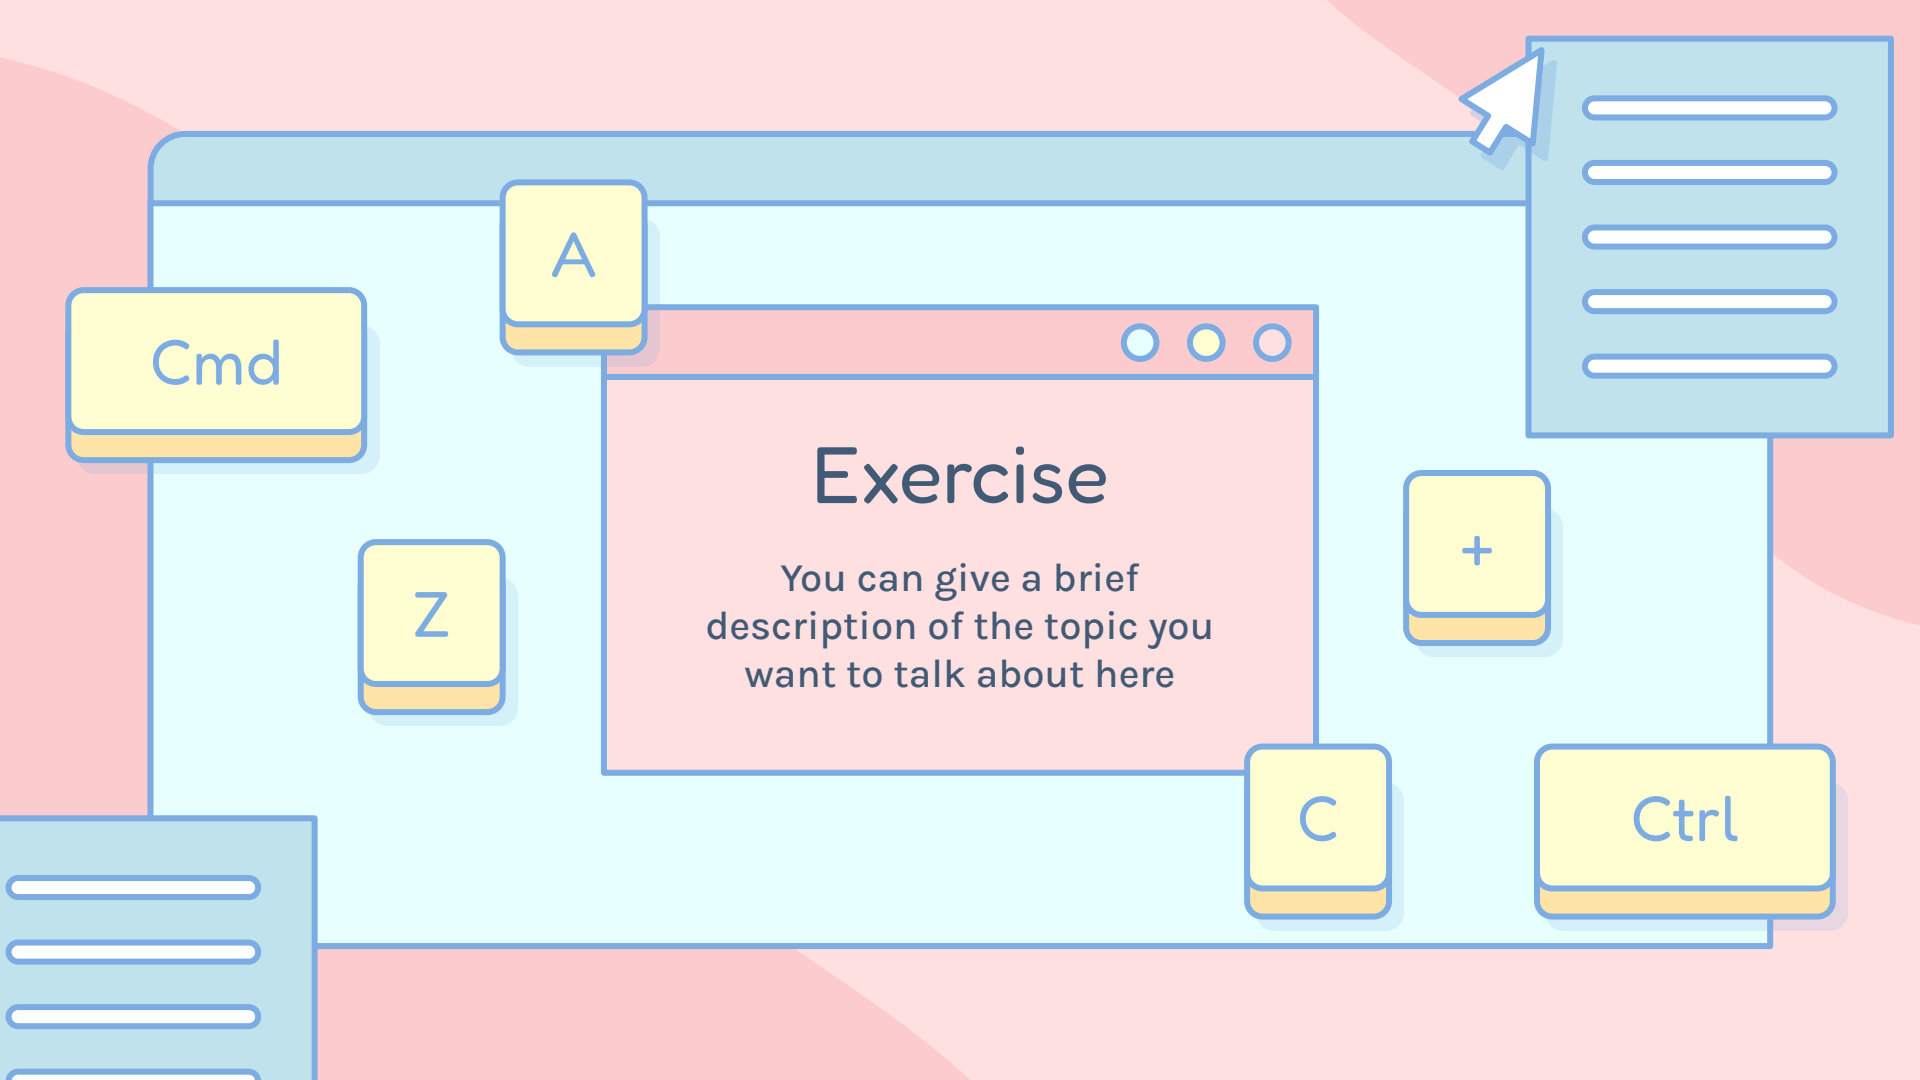 A
Cmd
Exercise
You can give a brief
description of the topic you
want to talk about here
Z
+
C
Ctrl